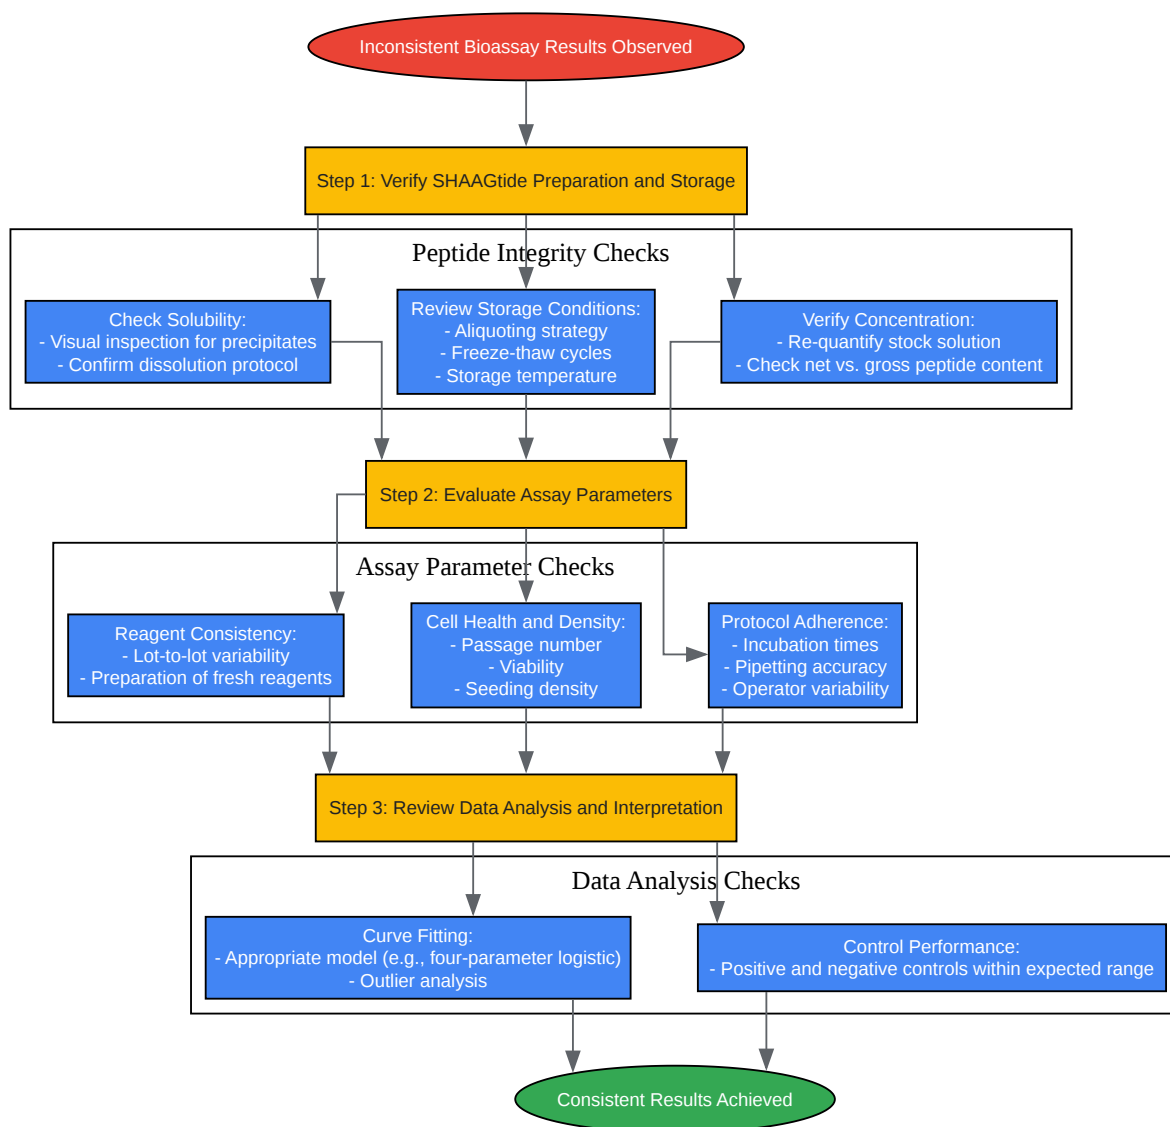 Inconsistent Bioassay Results Observed
Step 1: Verify SHAAGtide Preparation and Storage
Peptide Integrity Checks
Check Solubility:
- Visual inspection for precipitates
- Confirm dissolution protocol
Review Storage Conditions:
- Aliquoting strategy
- Freeze-thaw cycles
- Storage temperature
Verify Concentration:
- Re-quantify stock solution
- Check net vs. gross peptide content
Step 2: Evaluate Assay Parameters
Assay Parameter Checks
Reagent Consistency:
- Lot-to-lot variability
- Preparation of fresh reagents
Cell Health and Density:
- Passage number
- Viability
- Seeding density
Protocol Adherence:
- Incubation times
- Pipetting accuracy
- Operator variability
Step 3: Review Data Analysis and Interpretation
Data Analysis Checks
Curve Fitting:
- Appropriate model (e.g., four-parameter logistic)
- Outlier analysis
Control Performance:
- Positive and negative controls within expected range
Consistent Results Achieved